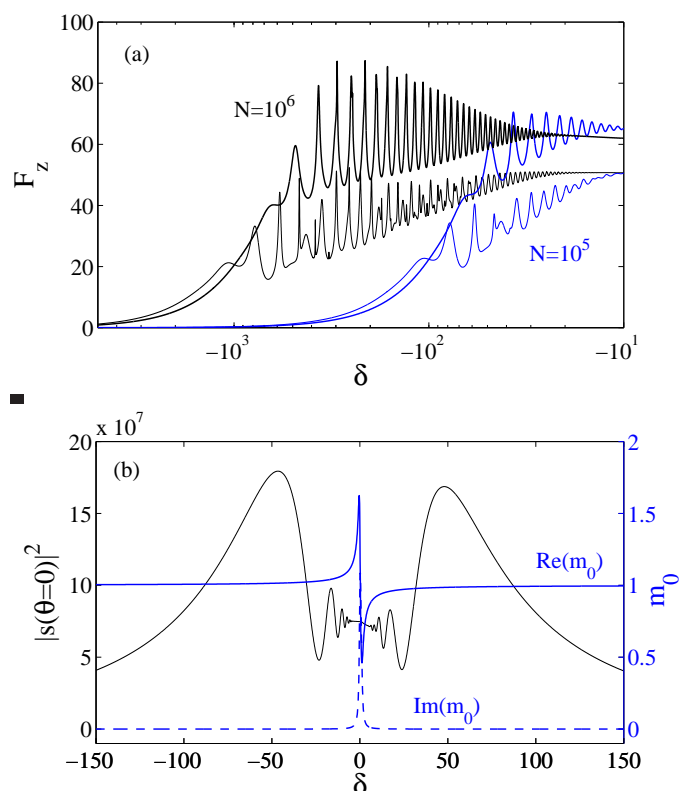 100
80
60
40
20
0
F_z
(a)
N=10^6
N=10^5
−10^3
−10^2
−10^1
δ
x 10^7
20
15
10
5
0
|s(θ=0)|^2
(b)
Re(m_0)
Im(m_0)
2
1.5
1
0.5
0
m_0
−150
−100
−50
0
50
100
150
δ